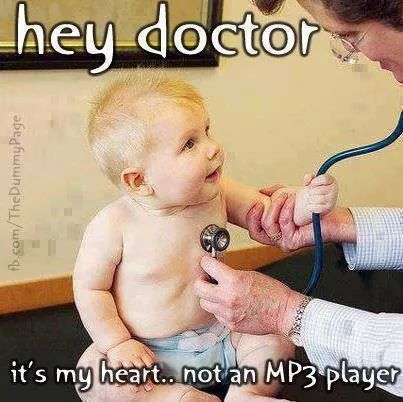 hey doctor
fb.com/TheDummyPage
it's my heart.. not an MP3 player